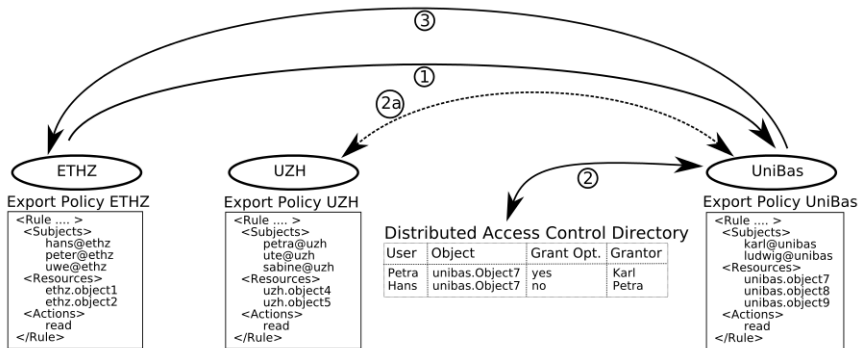 3
1
2a
ETHZ
UZH
2
UniBas
Export Policy ETHZ
<Rule .... >
<Subjects>
hans@ethz
peter@ethz
uwe@ethz
<Resources>
ethz.object1
ethz.object2
<Actions>
read
</Rule>
Export Policy UZH
<Rule .... >
<Subjects>
petra@uzh
ute@uzh
sabine@uzh
<Resources>
uzh.object4
uzh.object5
<Actions>
read
</Rule>
Distributed Access Control Directory
User Object Grant Opt. Grantor
Petra unibas.Object7 yes Karl
Hans unibas.Object7 no Petra
Export Policy UniBas
<Rule .... >
<Subjects>
karl@unibas
ludwig@unibas
<Resources>
unibas.object7
unibas.object8
unibas.object9
<Actions>
read
</Rule>